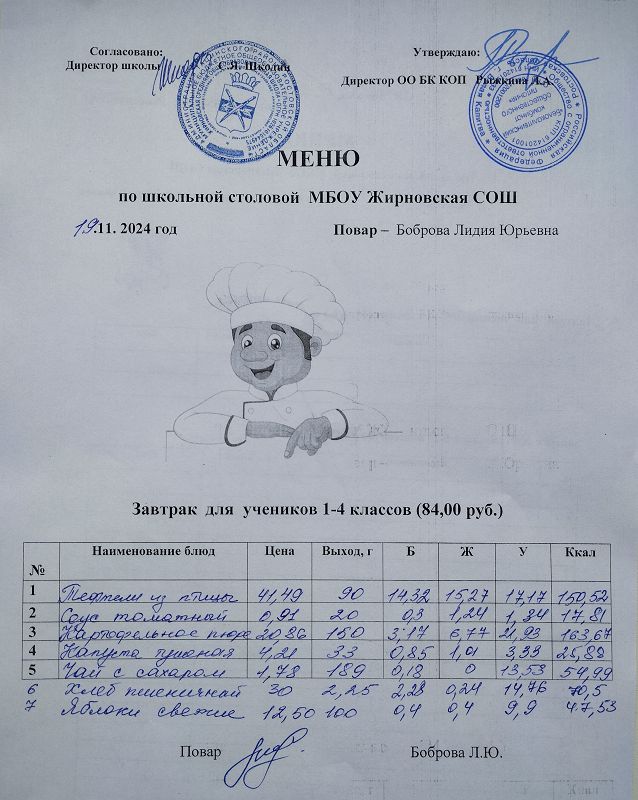 Согласовано: Утверждаю:
Директор школы С.Я. Шкодин
Директор ОО БК КОП Рыжкина Л.А.
МЕНЮ
по школьной столовой МБОУ Жирновская СОШ
19.11. 2024 год Повар – Боброва Лидия Юрьевна
Завтрак для учеников 1-4 классов (84,00 руб.)
№ Наименование блюд Цена Выход, г Б Ж У Ккал
1 Тефтели из птицы 41,49 90 14,32 15,27 17,17 150,52
2 Соус томатный 0,91 20 0,3 1,24 1,34 17,81
3 Картофельное пюре 20,86 150 3,17 6,77 21,93 163,67
4 Капуста тушеная 4,21 33 0,85 1,01 3,33 25,89
5 Чай с сахаром 1,78 189 0,18 0 13,53 54,99
6 Хлеб пшеничный 30 2,25 2,28 0,24 14,76 70,5
7 Яблоки свежие 12,50 100 0,4 0,4 9,9 47,53
Повар Боброва Л.Ю.